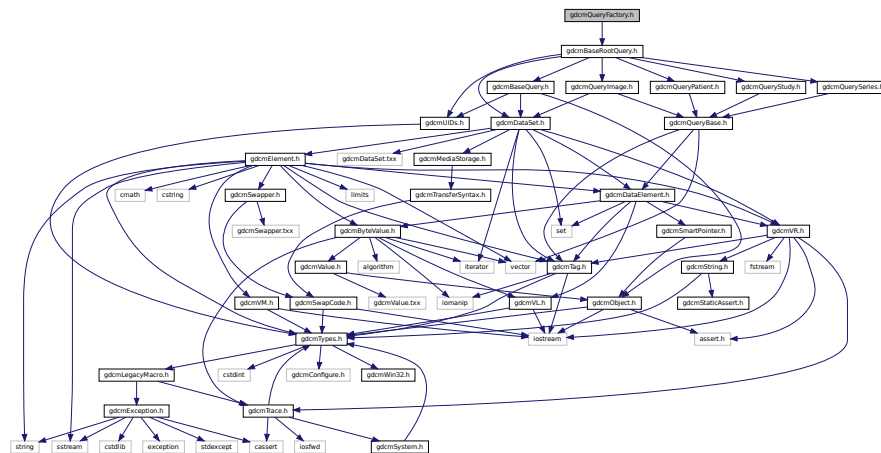 gdcmQueryFactory.h
gdcmBaseRootQuery.h
gdcmBaseQuery.h
gdcmQueryImage.h
gdcmQueryPatient.h
gdcmQueryStudy.h
gdcmQuerySeries.h
gdcmUIDs.h
gdcmDataSet.h
gdcmQueryBase.h
gdcmElement.h
gdcmDataSet.txx
gdcmMediaStorage.h
cmath
cstring
gdcmSwapper.h
limits
gdcmTransferSyntax.h
gdcmDataElement.h
gdcmSwapper.txx
gdcmByteValue.h
set
gdcmSmartPointer.h
gdcmVR.h
gdcmValue.h
algorithm
iterator
vector
gdcmTag.h
gdcmString.h
fstream
gdcmVM.h
gdcmSwapCode.h
gdcmValue.txx
iomanip
gdcmVL.h
gdcmObject.h
gdcmStaticAssert.h
gdcmTypes.h
iostream
assert.h
gdcmLegacyMacro.h
cstdint
gdcmConfigure.h
gdcmWin32.h
gdcmException.h
gdcmTrace.h
string
sstream
cstdlib
exception
stdexcept
cassert
iosfwd
gdcmSystem.h